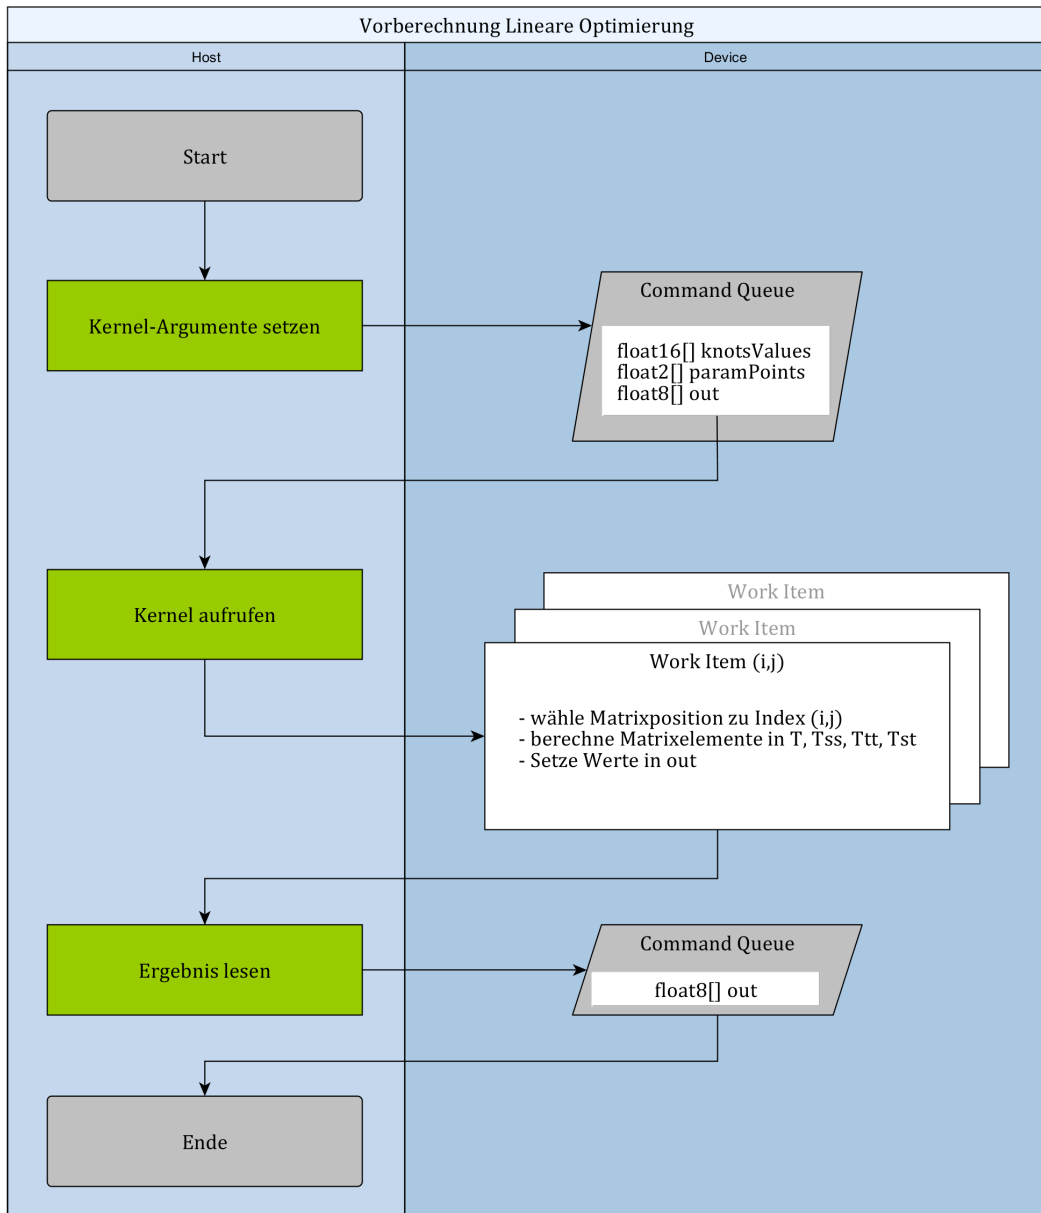 Vorberechnung Lineare Optimierung
Host
Device
Start
Kernel-Argumente setzen
Command Queue
float16[] knotsValues
float2[] paramPoints
float8[] out
Kernel aufrufen
Work Item
Work Item
Work Item (i,j)
- wähle Matrixposition zu Index (i,j)
- berechne Matrixelemente in T, Tss, Ttt, Tst
- Setze Werte in out
Ergebnis lesen
Command Queue
float8[] out
Ende